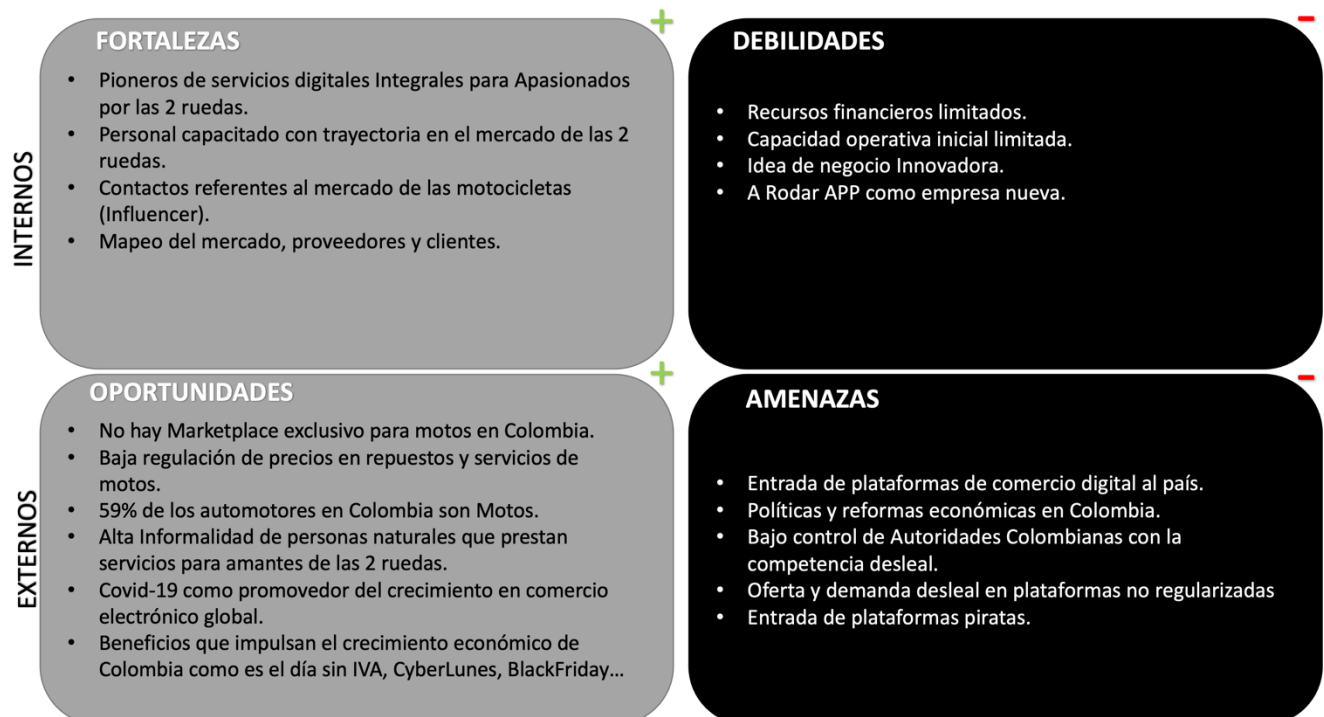 +
-
FORTALEZAS
• Pioneros de servicios digitales Integrales para Apasionados
por las 2 ruedas.
• Personal capacitado con trayectoria en el mercado de las 2
ruedas.
• Contactos referentes al mercado de las motocicletas
(Influencer).
• Mapeo del mercado, proveedores y clientes.
DEBILIDADES
• Recursos financieros limitados.
• Capacidad operativa inicial limitada.
• Idea de negocio Innovadora.
• A Rodar APP como empresa nueva.
INTERNOS
+
-
OPORTUNIDADES
• No hay Marketplace exclusivo para motos en Colombia.
• Baja regulación de precios en repuestos y servicios de
motos.
• 59% de los automotores en Colombia son Motos.
• Alta Informalidad de personas naturales que prestan
servicios para amantes de las 2 ruedas.
• Covid-19 como promovedor del crecimiento en comercio
electrónico global.
• Beneficios que impulsan el crecimiento económico de
Colombia como es el día sin IVA, CyberLunes, BlackFriday…
AMENAZAS
• Entrada de plataformas de comercio digital al país.
• Políticas y reformas económicas en Colombia.
• Bajo control de Autoridades Colombianas con la
competencia desleal.
• Oferta y demanda desleal en plataformas no regularizadas
• Entrada de plataformas piratas.
EXTERNOS